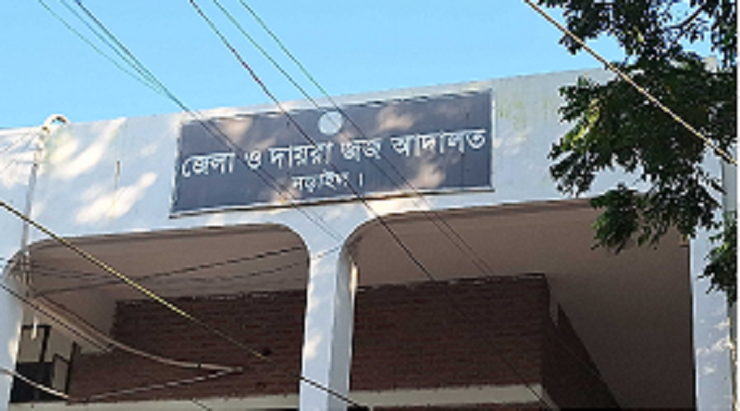 জেলা ও দায়রা জজ আদালত
নড়াইল ।